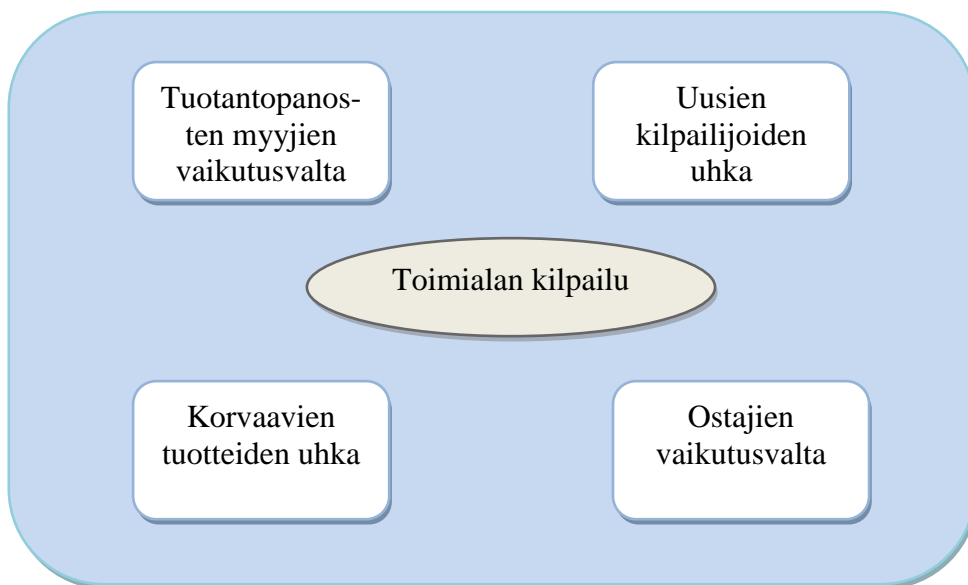 Tuotantopanos-
ten myyjien
vaikutusvalta
Uusien
kilpailijoiden
uhka
Toimialan kilpailu
Korvaavien
tuotteiden uhka
Ostajien
vaikutusvalta